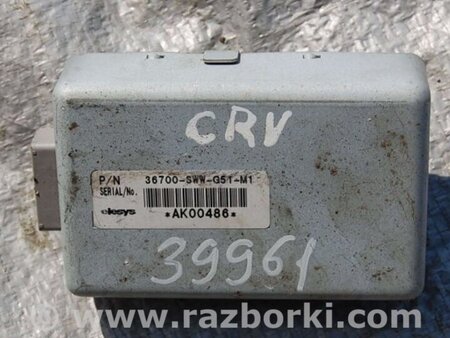 CRV
P/N 36700-SWW-G51-M1
SERIAL/No.
elesys
*AK00486*
39961
www.razborki.com